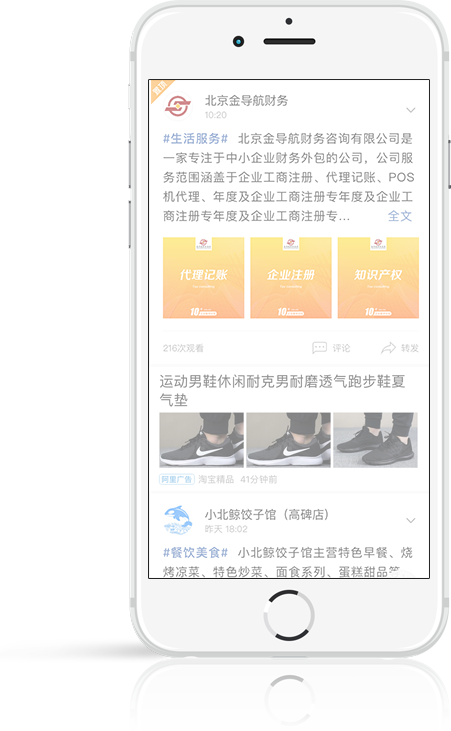 置顶
北京金导航财务
10:20
#生活服务# 北京金导航财务咨询有限公司是
一家专注于中小企业财务外包的公司，公司服
务范围涵盖于企业工商注册、代理记账、POS
机代理、年度及企业工商注册专年度及企业工
商注册专年度及企业工商注册专... 全文
代理记账 企业注册 知识产权
216次观看 评论 转发
运动男鞋休闲耐克男耐磨透气跑步鞋夏
气垫
阿里广告 淘宝精品 41分钟前
小北鲸饺子馆（高碑店）
昨天 18:02
#餐饮美食# 小北鲸饺子馆主营特色早餐、烧
烤凉菜、特色炒菜、面食系列、蛋糕甜品等